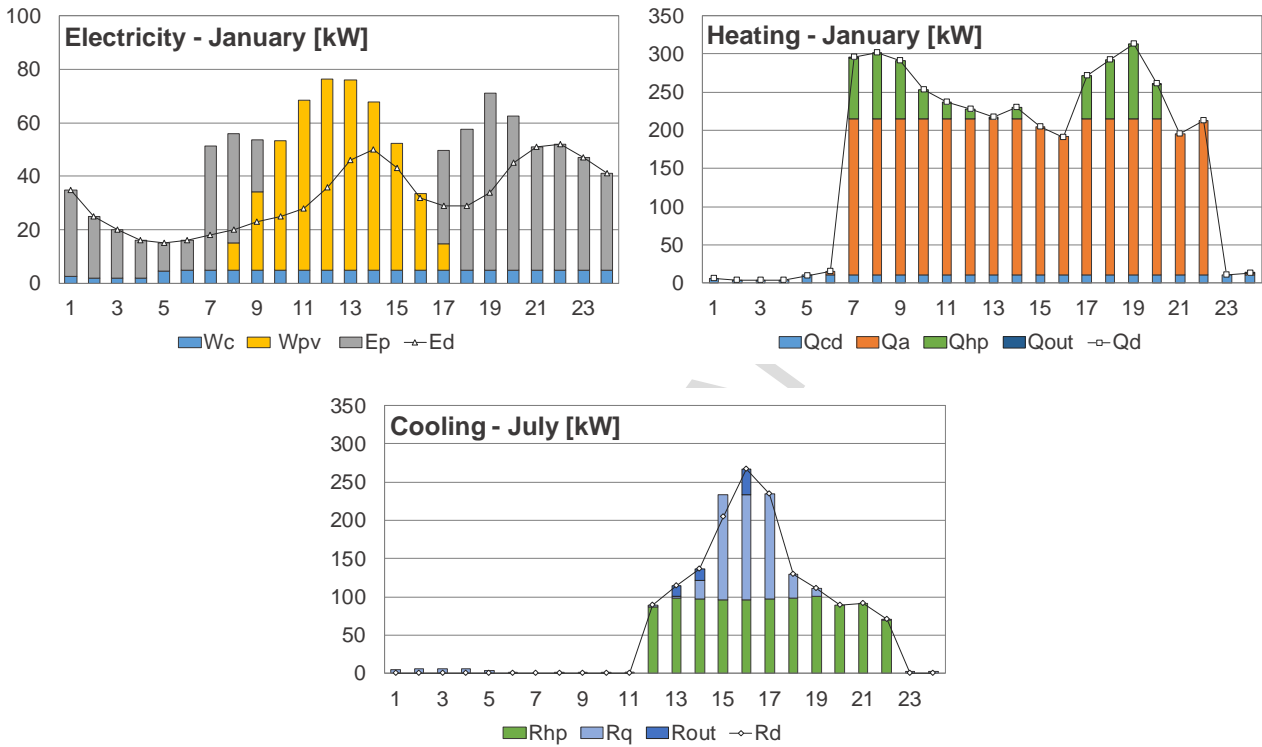 Electricity - January [kW]
100
80
60
40
20
0
1 3 5 7 9 11 13 15 17 19 21 23
Wc Wpv Ep Ed
Heating - January [kW]
350
300
250
200
150
100
50
0
1 3 5 7 9 11 13 15 17 19 21 23
Qcd Qa Qhp Qout Qd
Cooling - July [kW]
350
300
250
200
150
100
50
0
1 3 5 7 9 11 13 15 17 19 21 23
Rhp Rq Rout Rd